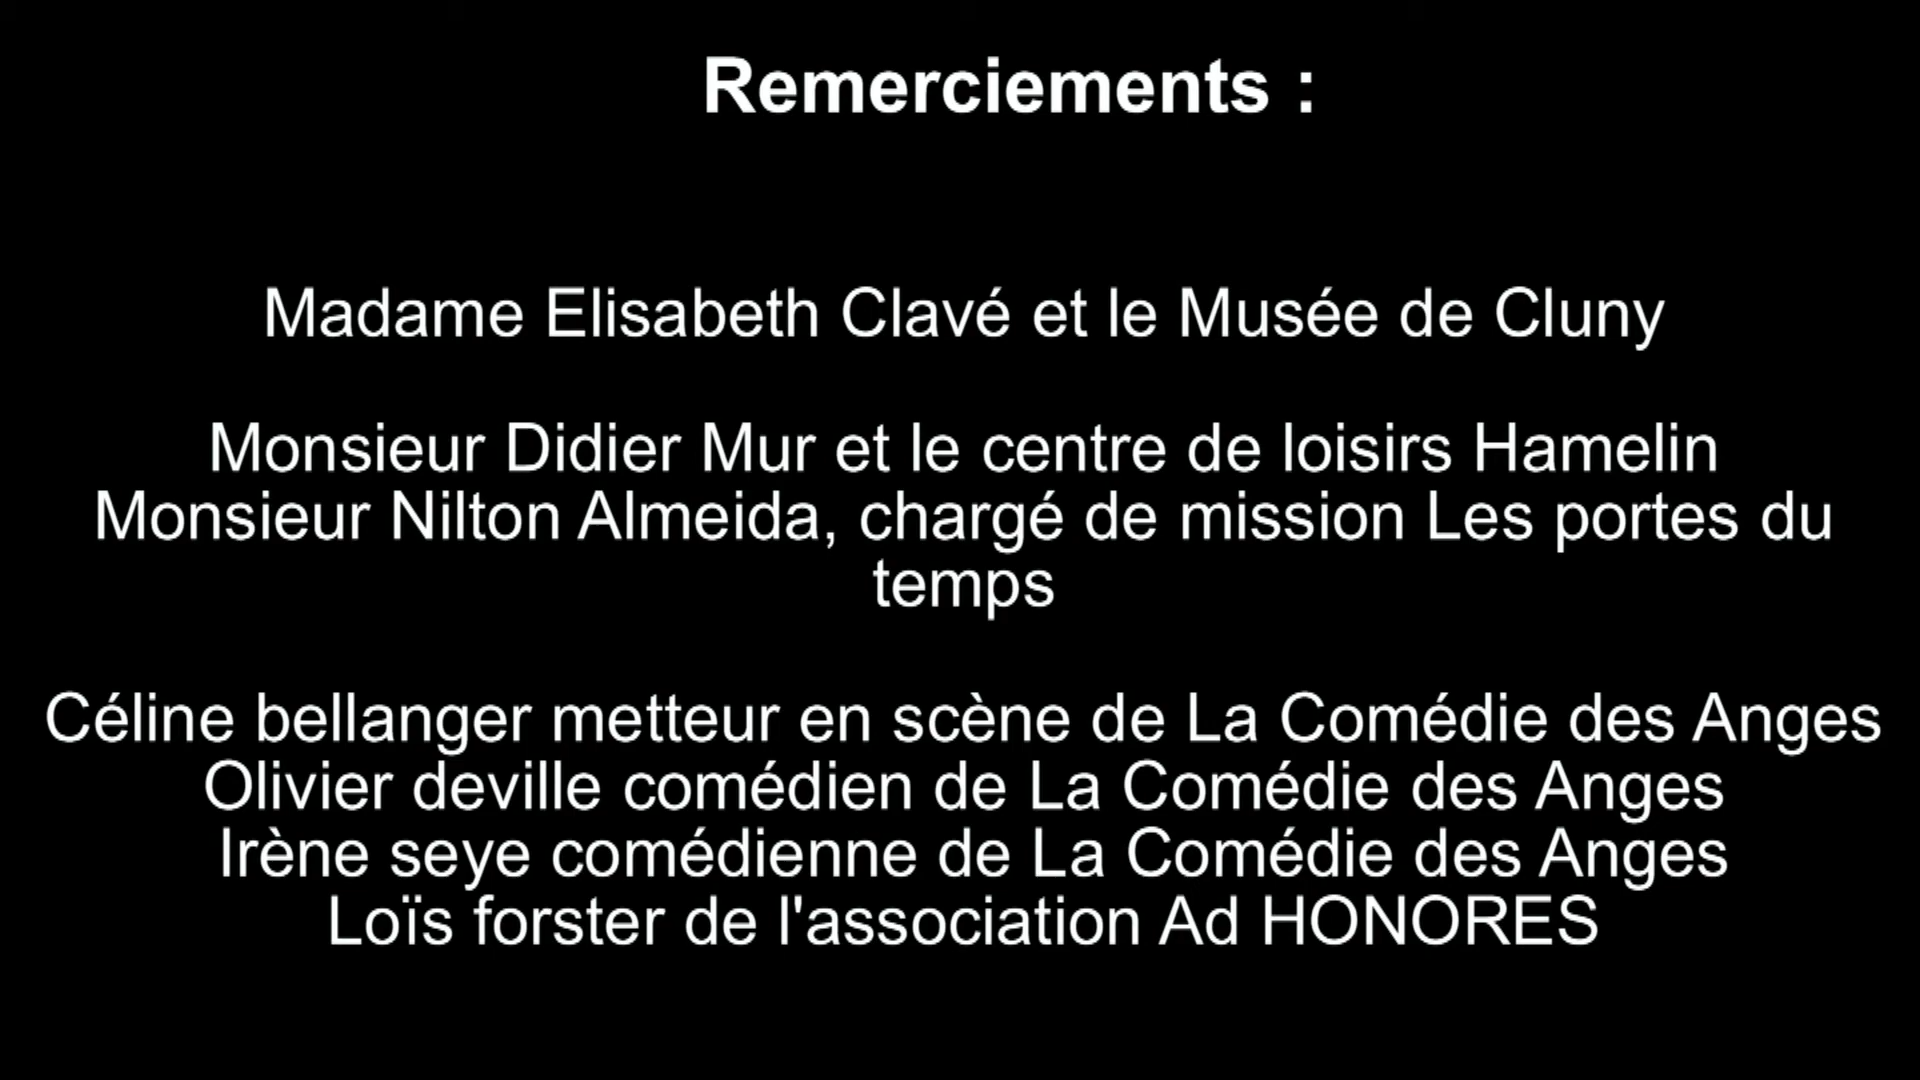 Remerciements :
Madame Elisabeth Clavé et le Musée de Cluny
Monsieur Didier Mur et le centre de loisirs Hamelin
Monsieur Nilton Almeida, chargé de mission Les portes du
temps
Céline bellanger metteur en scène de La Comédie des Anges
Olivier deville comédien de La Comédie des Anges
Irène seye comédienne de La Comédie des Anges
Loïs forster de l'association Ad HONORES